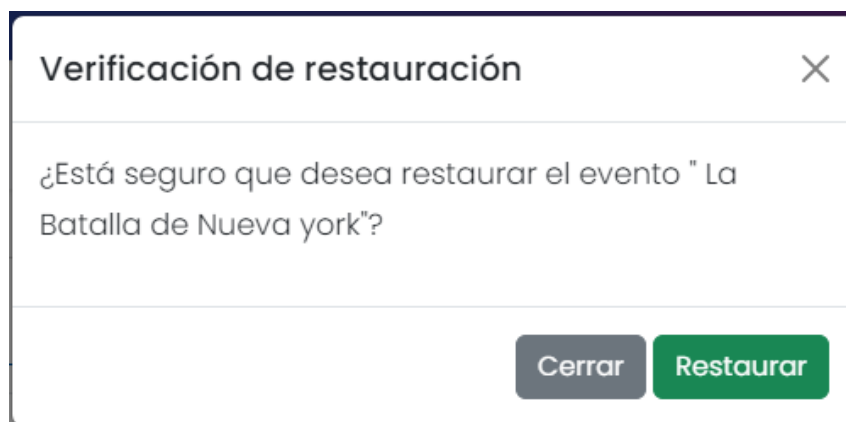 Verificación de restauración
¿Está seguro que desea restaurar el evento " La
Batalla de Nueva york"?
Cerrar
Restaurar